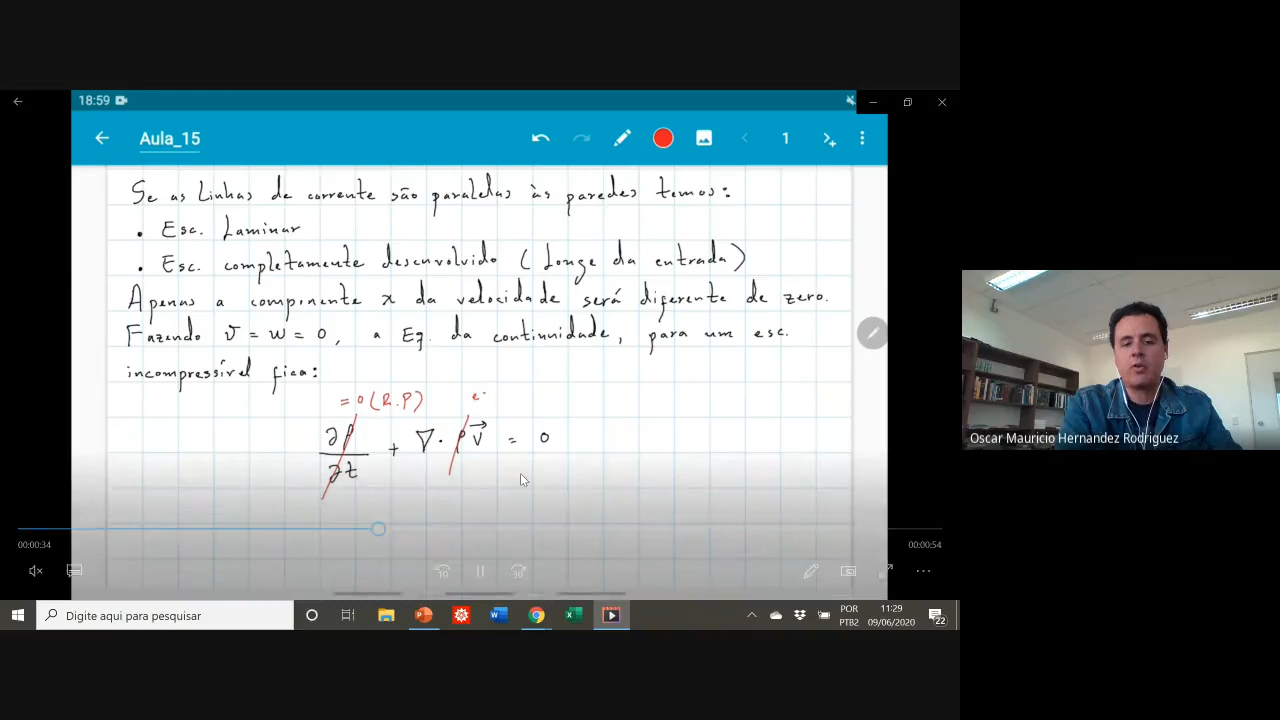 18:59
Aula_15
1
Se as Linhas de corrente são paralelas às paredes temos:
• Esc. Laminar
• Esc. completamente desenvolvido (Longe da entrada)
Apenas a componente x da velocidade será diferente de zero.
Fazendo v = w = 0, a Eq. da continuidade, para um esc.
incompressível fica:
= 0 (R.P)
∂ρ/∂t + ∇· ρV⃗ = 0
00:00:34
00:00:54
10
30
Digite aqui para pesquisar
POR
PTB2
11:29
09/06/2020
22
Oscar Mauricio Hernandez Rodriguez